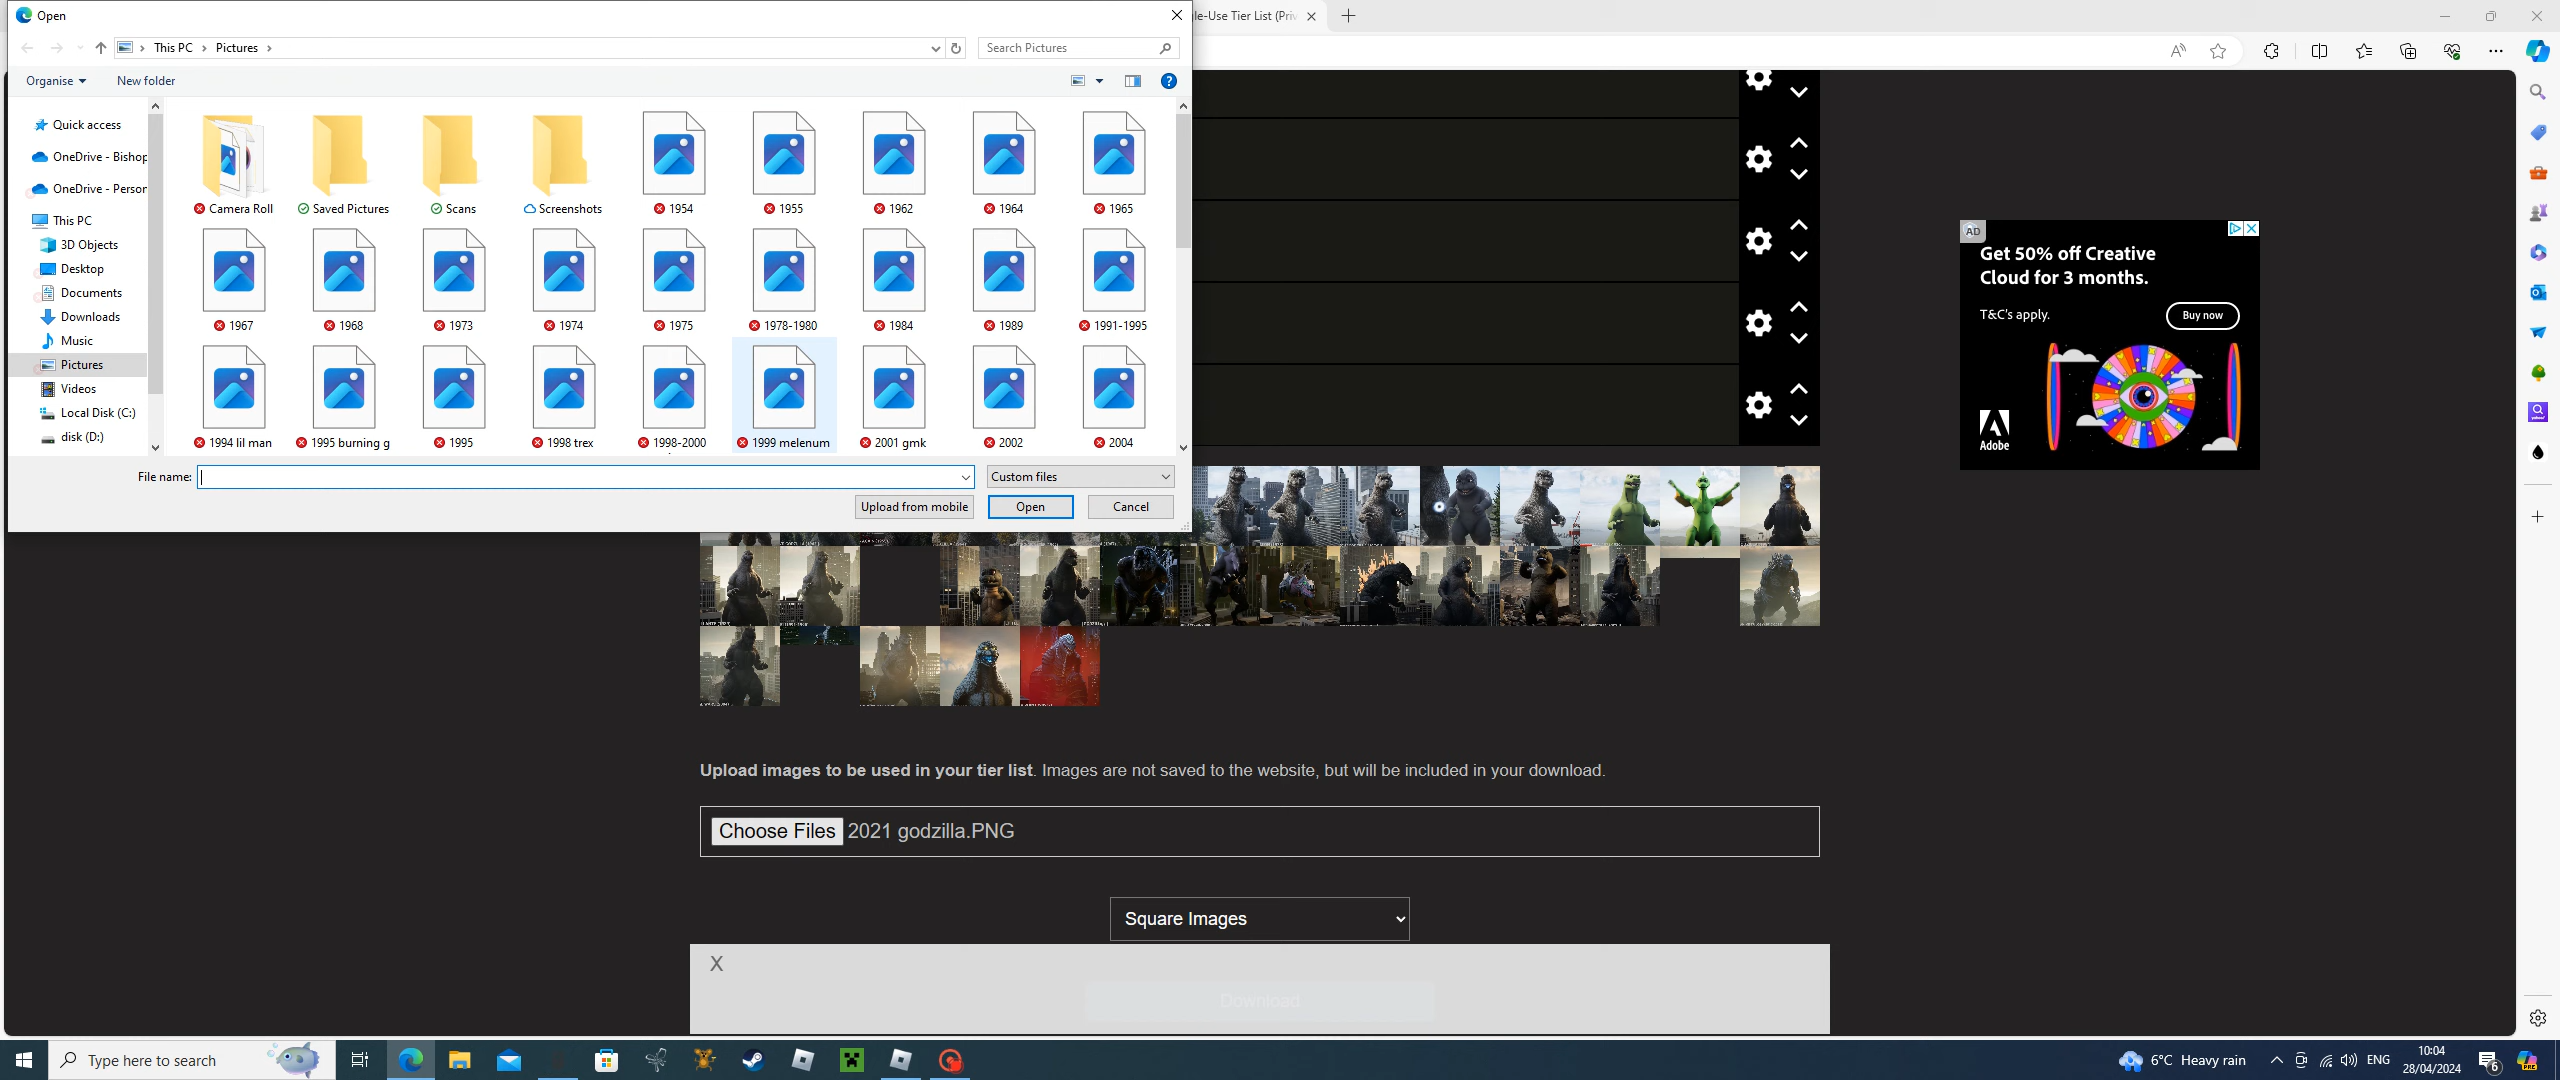 Open
le-Use Tier List (Priv
This PC
Pictures
Search Pictures
Organise
New folder
Quick access
OneDrive - Bishop
OneDrive - Person
This PC
3D Objects
Desktop
Documents
Downloads
Music
Pictures
Videos
Local Disk (C:)
disk (D:)
Camera Roll
Saved Pictures
Scans
Screenshots
1954
1955
1962
1964
1965
1967
1968
1973
1974
1975
1978-1980
1984
1989
1991-1995
1994 lil man
1995 burning g
1995
1998 trex
1998-2000
1999 melenum
2001 gmk
2002
2004
File name:
Custom files
Upload from mobile
Open
Cancel
AD
Get 50% off Creative
Cloud for 3 months.
T&C's apply.
Buy now
Adobe
Upload images to be used in your tier list. Images are not saved to the website, but will be included in your download.
Choose Files 2021 godzilla.PNG
Square Images
X
Download
Type here to search
6°C Heavy rain
ENG
10:04
28/04/2024
6
PRE